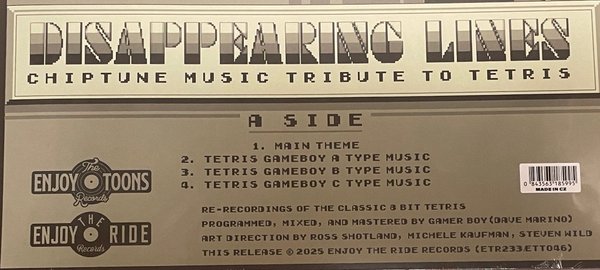 DISAPPEARING LINES
CHIPTUNE MUSIC TRIBUTE TO TETRIS
A SIDE
1. MAIN THEME
2. TETRIS GAMEBOY A TYPE MUSIC
3. TETRIS GAMEBOY B TYPE MUSIC
4. TETRIS GAMEBOY C TYPE MUSIC
The
ENJOY TOONS
Records
THE
ENJOY RIDE
Records
0 843563 185995
MADE IN CZ
RE-RECORDINGS OF THE CLASSIC 8 BIT TETRIS
PROGRAMMED, MIXED, AND MASTERED BY GAMER BOY(DAVE MARINO)
ART DIRECTION BY ROSS SHOTLAND, MICHELE KAUFMAN, STEVEN WILD
THIS RELEASE © 2025 ENJOY THE RIDE RECORDS (ETR233/ETT046)